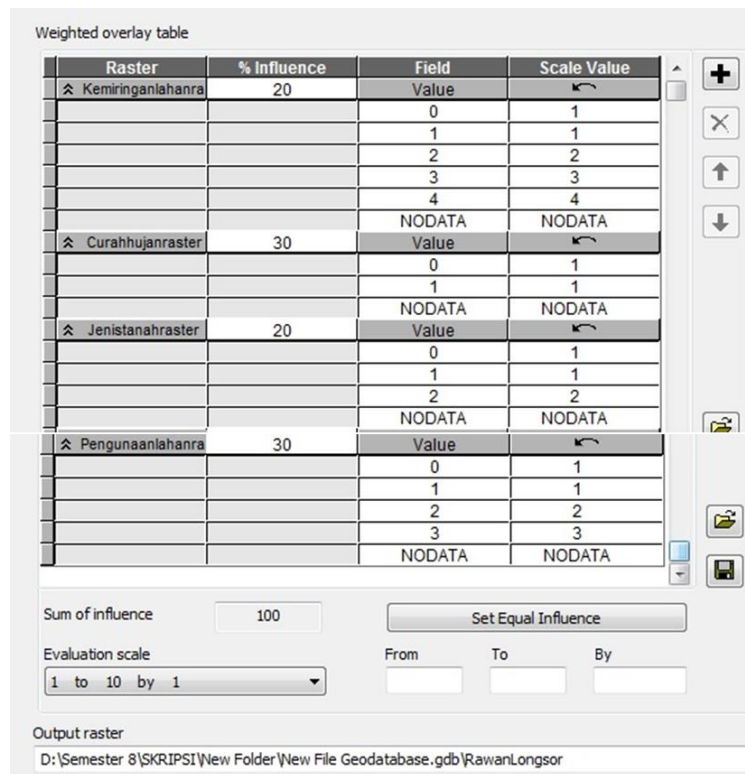 Weighted overlay table
Raster % Influence Field Scale Value
Kemiringanlahanra 20 Value
0 1
1 1
2 2
3 3
4 4
NODATA NODATA
Curahhujanraster 30 Value
0 1
1 1
NODATA NODATA
Jenistanahraster 20 Value
0 1
1 1
2 2
NODATA NODATA
Pengunaanlahanra 30 Value
0 1
1 1
2 2
3 3
NODATA NODATA
Sum of influence 100 Set Equal Influence
Evaluation scale From To By
1 to 10 by 1
Output raster
D:\Semester 8\SKRIPSI\New Folder\New File Geodatabase.gdb\RawanLongsor